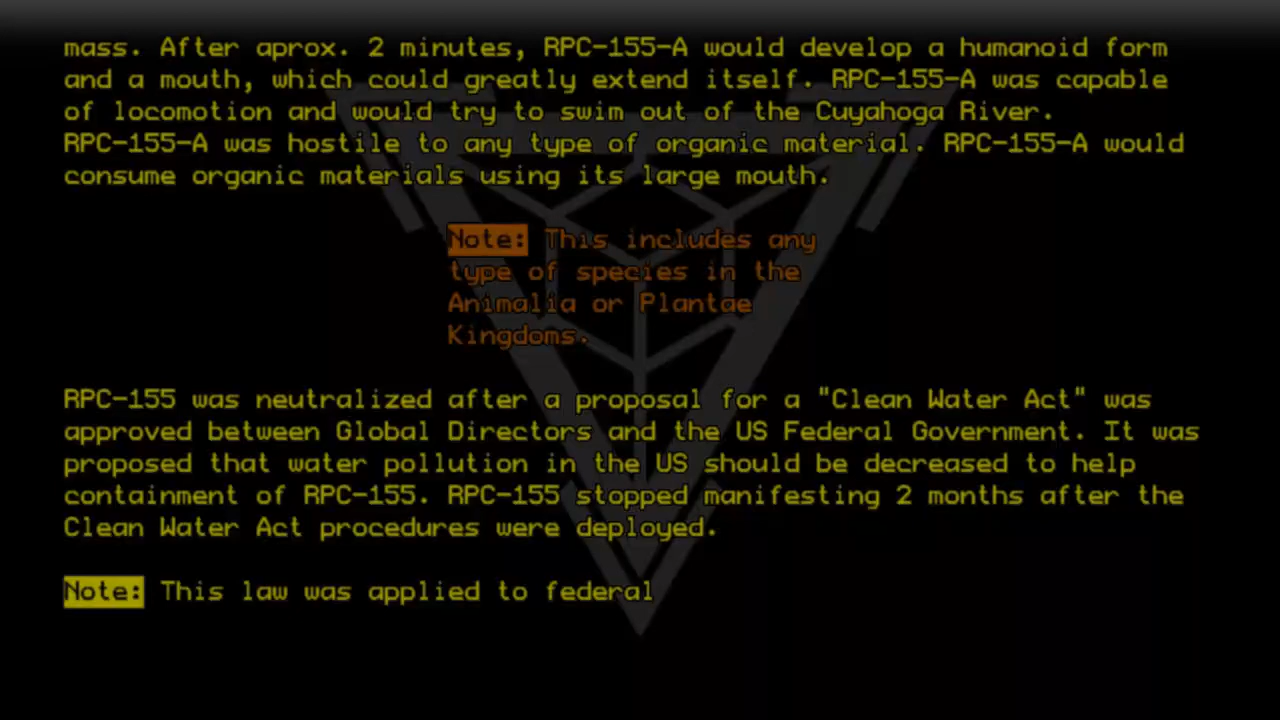 mass. After aprox. 2 minutes, RPC-155-A would develop a humanoid form
and a mouth, which could greatly extend itself. RPC-155-A was capable
of locomotion and would try to swim out of the Cuyahoga River.
RPC-155-A was hostile to any type of organic material. RPC-155-A would
consume organic materials using its large mouth.
Note: This includes any
type of species in the
Animalia or Plantae
Kingdoms.
RPC-155 was neutralized after a proposal for a "Clean Water Act" was
approved between Global Directors and the US Federal Government. It was
proposed that water pollution in the US should be decreased to help
containment of RPC-155. RPC-155 stopped manifesting 2 months after the
Clean Water Act procedures were deployed.
Note: This law was applied to federal